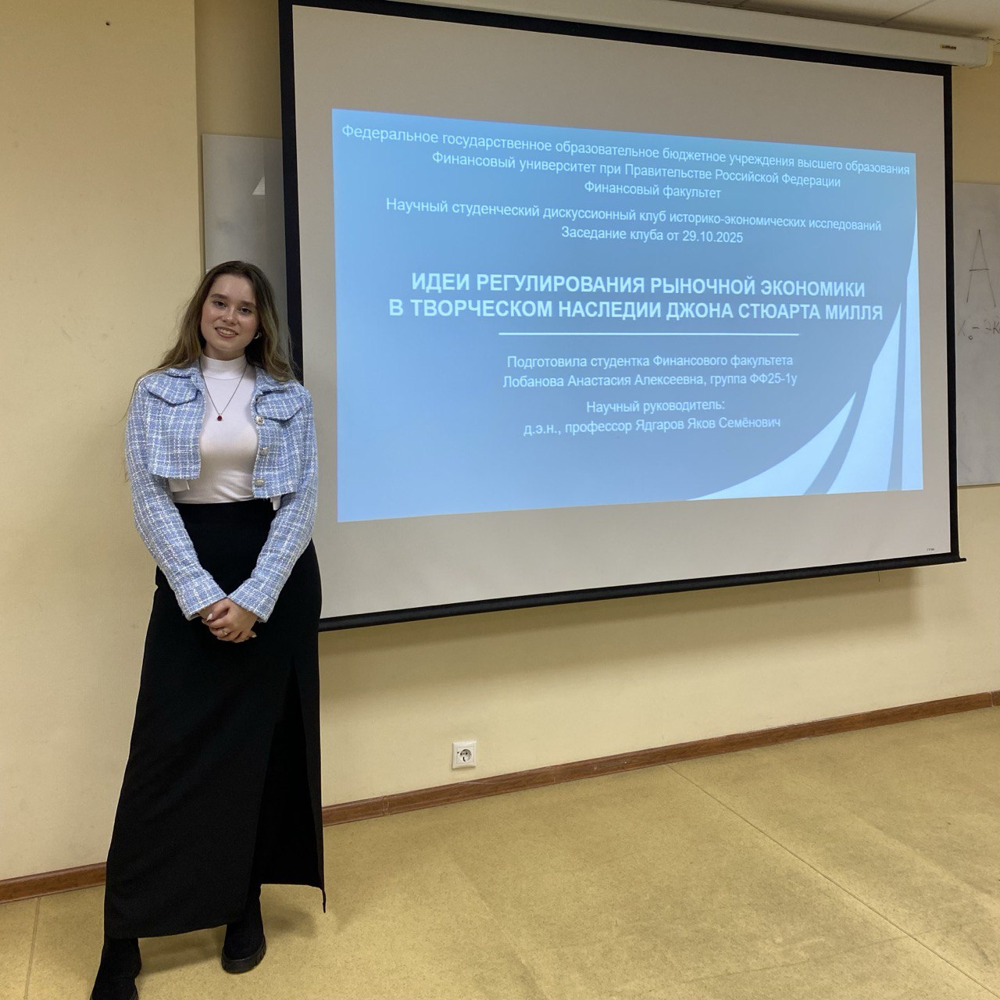 Федеральное государственное образовательное бюджетное учреждения высшего образования
Финансовый университет при Правительстве Российской Федерации
Финансовый факультет
Научный студенческий дискуссионный клуб историко-экономических исследований
Заседание клуба от 29.10.2025
ИДЕИ РЕГУЛИРОВАНИЯ РЫНОЧНОЙ ЭКОНОМИКИ
В ТВОРЧЕСКОМ НАСЛЕДИИ ДЖОНА СТЮАРТА МИЛЛЯ
Подготовила студентка Финансового факультета
Лобанова Анастасия Алексеевна, группа ФФ25-1у
Научный руководитель:
д.э.н., профессор Ядгаров Яков Семёнович
А